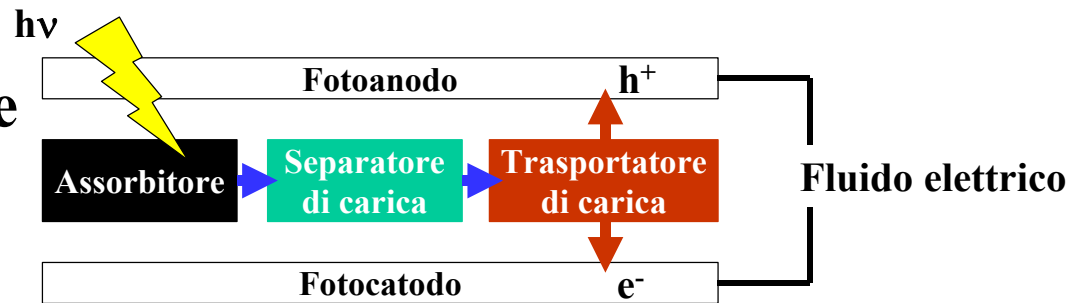 hν
Fotoanodo h⁺
e
Assorbitore
Separatore
di carica
Trasportatore
di carica
Fluido elettrico
Fotocatodo e⁻